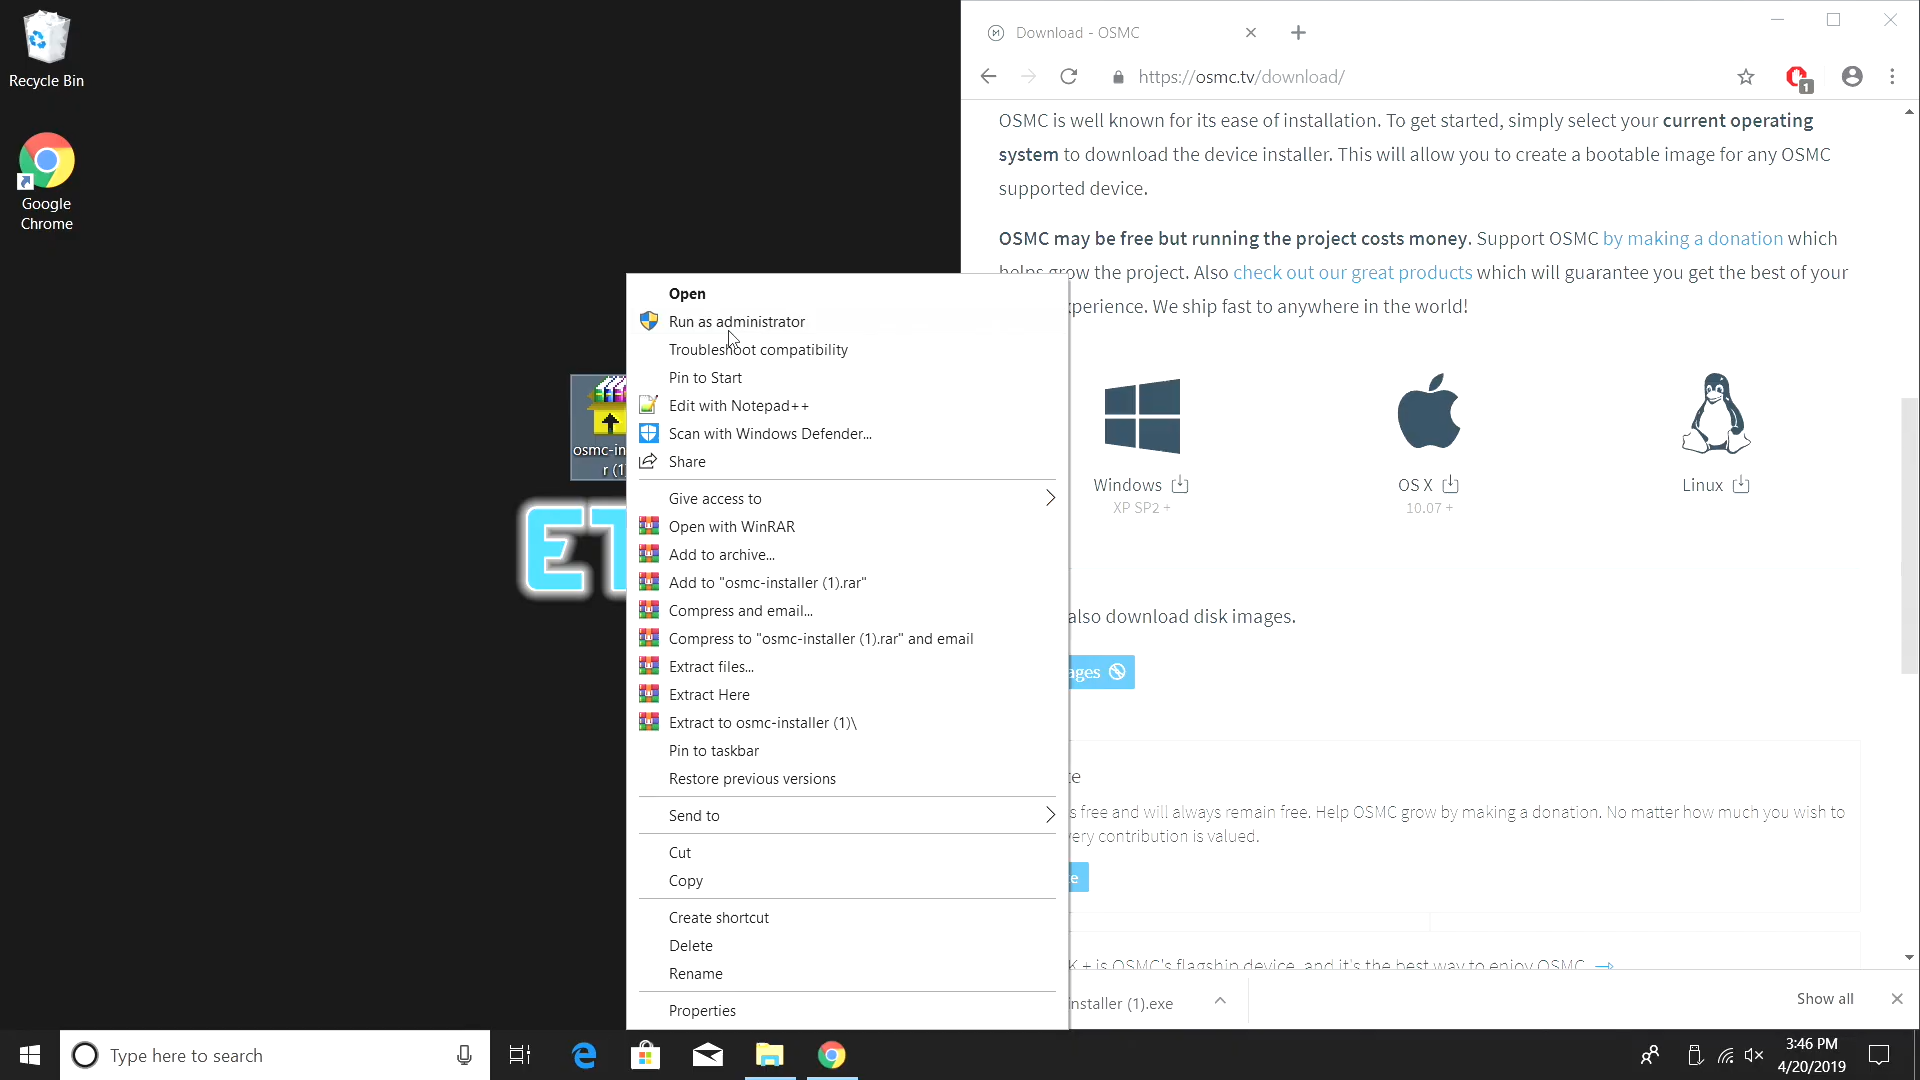 Recycle Bin
Google
Chrome
osmc-in
r (1
ET
Download - OSMC
https://osmc.tv/download/
1
OSMC is well known for its ease of installation. To get started, simply select your current operating
system to download the device installer. This will allow you to create a bootable image for any OSMC
supported device.
OSMC may be free but running the project costs money. Support OSMC by making a donation which
helps grow the project. Also check out our great products which will guarantee you get the best of your
xperience. We ship fast to anywhere in the world!
Windows
XP SP2 +
OS X
10.07 +
Linux
also download disk images.
ages
te
s free and will always remain free. Help OSMC grow by making a donation. No matter how much you wish to
very contribution is valued.
e
K + is OSMC's flagship device, and it's the best way to enjoy OSMC.
nstaller (1).exe
Show all
Open
Run as administrator
Troubleshoot compatibility
Pin to Start
Edit with Notepad++
Scan with Windows Defender...
Share
Give access to
Open with WinRAR
Add to archive...
Add to "osmc-installer (1).rar"
Compress and email...
Compress to "osmc-installer (1).rar" and email
Extract files...
Extract Here
Extract to osmc-installer (1)\
Pin to taskbar
Restore previous versions
Send to
Cut
Copy
Create shortcut
Delete
Rename
Properties
Type here to search
3:46 PM
4/20/2019